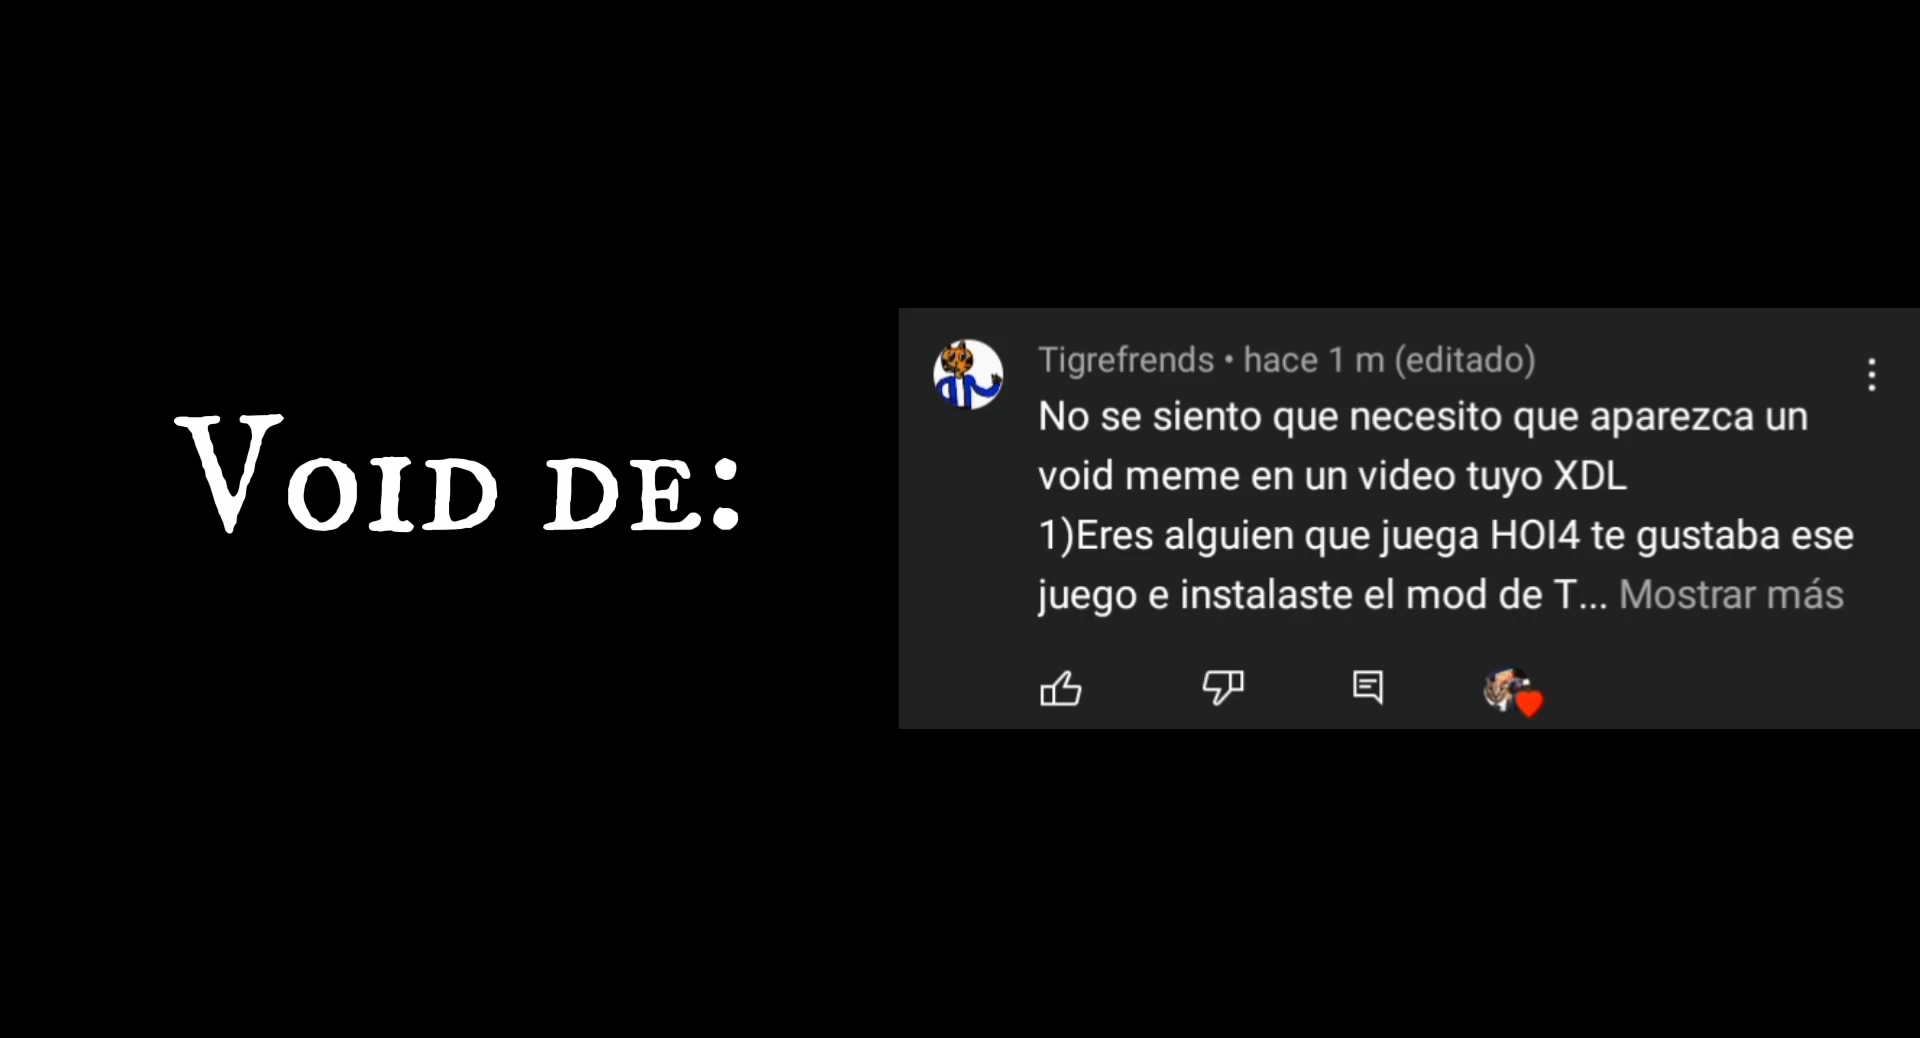 Void de:
Tigrefrends • hace 1 m (editado)
No se siento que necesito que aparezca un
void meme en un video tuyo XDL
1)Eres alguien que juega HOI4 te gustaba ese
juego e instalaste el mod de T... Mostrar más